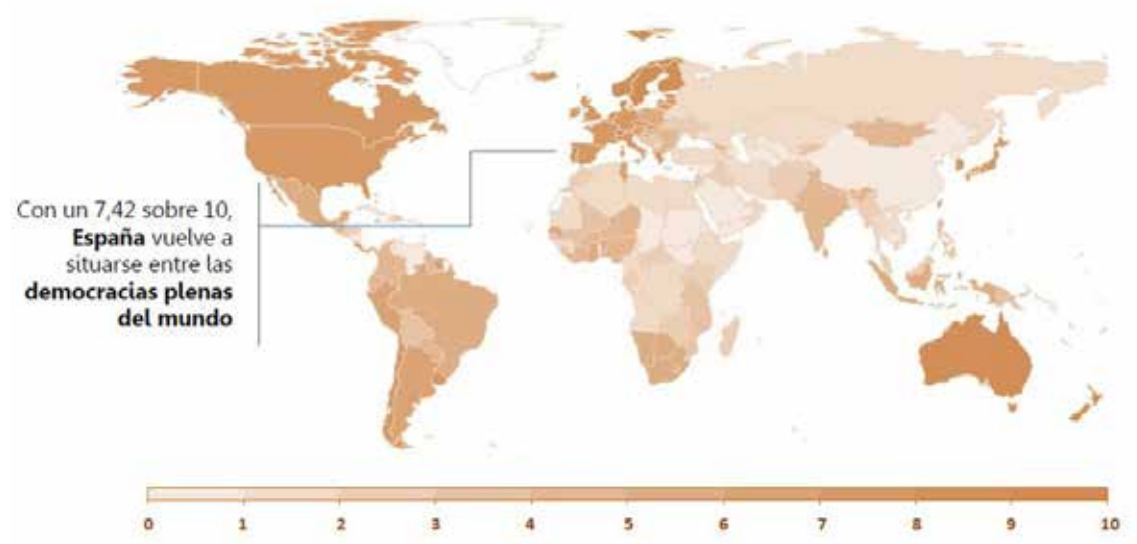 Con un 7,42 sobre 10,
España vuelve a
situarse entre las
democracias plenas
del mundo
0 1 2 3 4 5 6 7 8 9 10